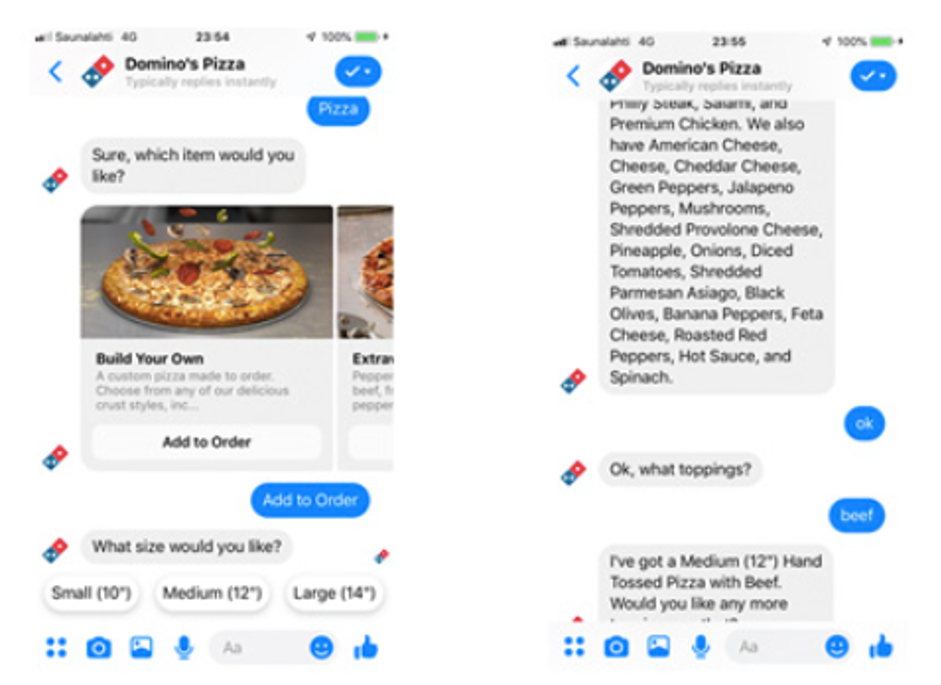 Saunalahti 4G 23:54 100%
Domino's Pizza
Typically replies instantly
Pizza
Sure, which item would you
like?
Build Your Own
A custom pizza made to order.
Choose from any of our delicious
crust styles, inc...
Add to Order
Extrav
Pepper
beef, fr
pepper
Add to Order
What size would you like?
Small (10") Medium (12") Large (14")
Aa
Saunalahti 4G 23:55 100%
Domino's Pizza
Typically replies instantly
Philly Steak, Salami, and
Premium Chicken. We also
have American Cheese,
Cheese, Cheddar Cheese,
Green Peppers, Jalapeno
Peppers, Mushrooms,
Shredded Provolone Cheese,
Pineapple, Onions, Diced
Tomatoes, Shredded
Parmesan Asiago, Black
Olives, Banana Peppers, Feta
Cheese, Roasted Red
Peppers, Hot Sauce, and
Spinach.
ok
Ok, what toppings?
beef
I've got a Medium (12") Hand
Tossed Pizza with Beef.
Would you like any more
Aa